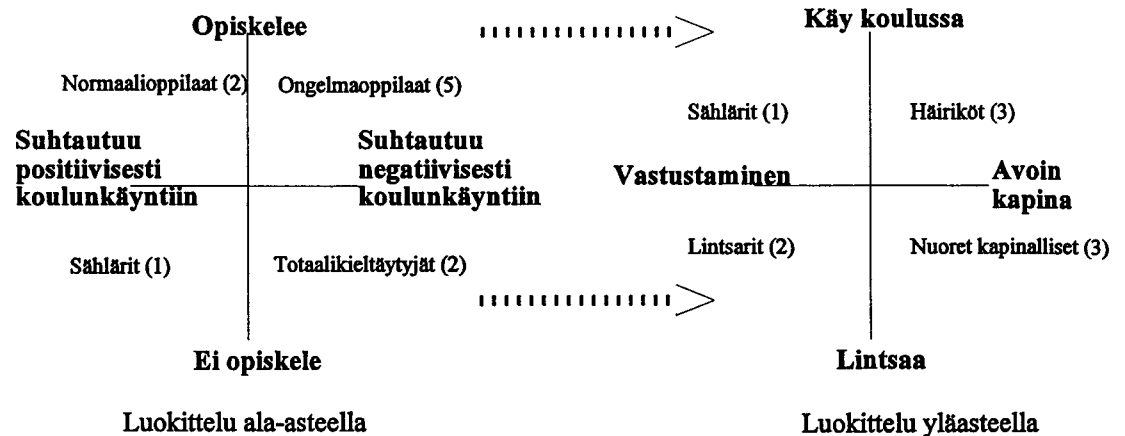 Opiskelee
Käy koulussa
Normaalioppilaat (2)
Ongelmaoppilaat (5)
Sählärit (1)
Häiriköt (3)
Suhtautuu
positiivisesti
koulunkäyntiin
Suhtautuu
negatiivisesti
koulunkäyntiin
Vastustaminen
Avoin
kapina
Sählärit (1)
Totaalikieltäytyjät (2)
Lintsarit (2)
Nuoret kapinalliset (3)
Ei opiskele
Lintsaa
Luokittelu ala-asteella
Luokittelu yläasteella